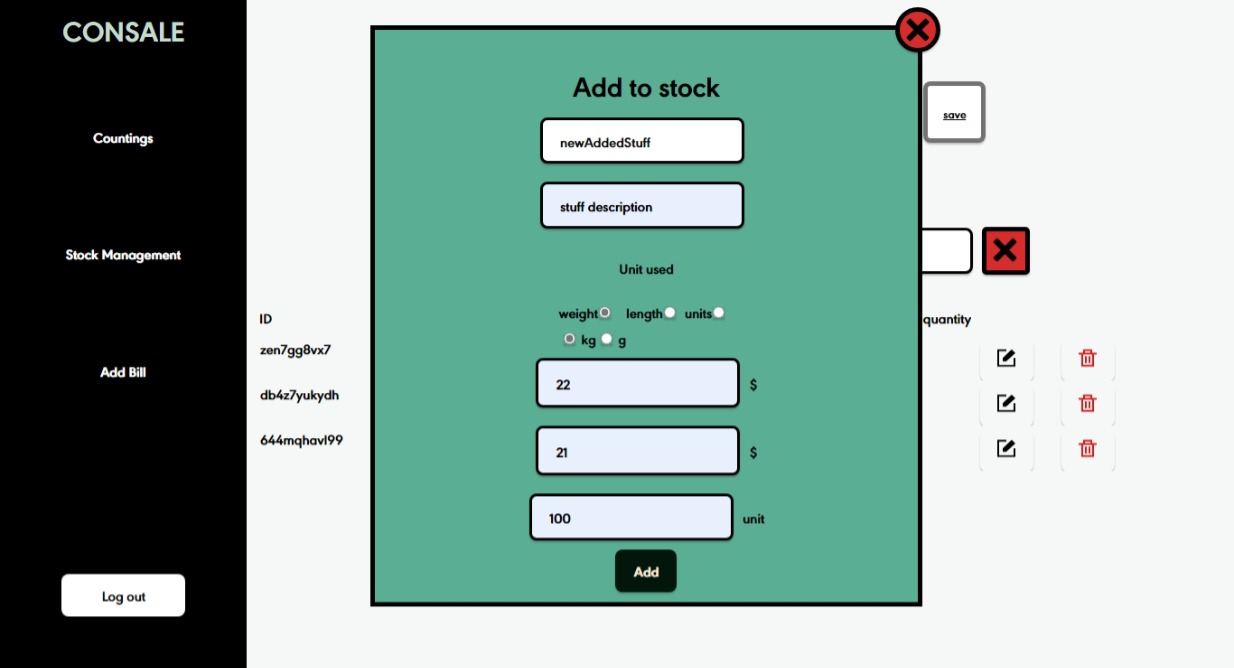 CONSALE
Countings
Stock Management
Add Bill
Log out
Add to stock
newAddedStuff
stuff description
Unit used
weight length units
kg g
22 $
21 $
100 unit
Add
save
ID quantity
zen7gg8vx7
db4z7yukydh
644mqhavl99